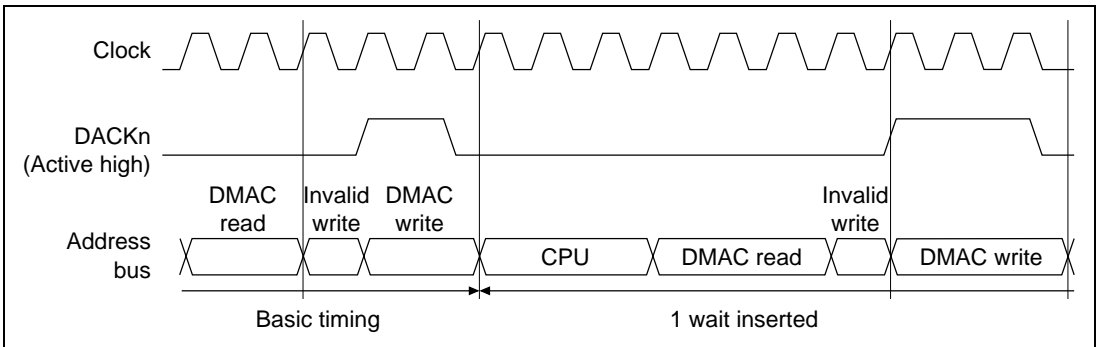 Clock
DACKn
(Active high)
DMAC
read
Invalid
write
DMAC
write
Invalid
write
Address
bus
CPU
DMAC read
DMAC write
Basic timing
1 wait inserted